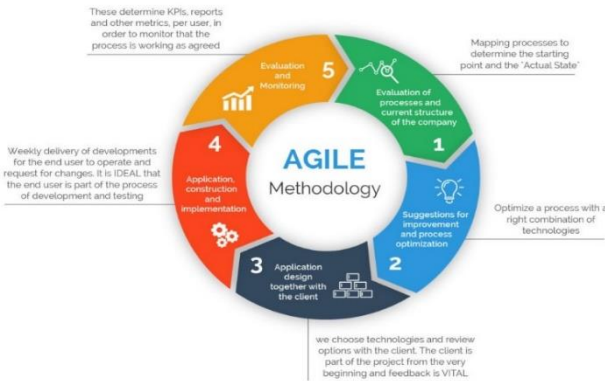 These determine KPIs, reports
and other metrics, per user, in
order to monitor that the
process is working as agreed
Mapping processes to
determine the starting
point and the "Actual State"
Evaluation
and
Monitoring
5
Evaluation of
processes and
current structure
of the company
1
Weekly delivery of developments
for the end user to operate and
request for changes. It is IDEAL that
the end user is part of the process
of development and testing
4
Application,
construction
and
implementation
AGILE
Methodology
Suggestions for
improvement
and process
optimization
2
Optimize a process with a
right combination of
technologies
3
Application
design
together with
the client
we choose technologies and review
options with the client. The client is
part of the project from the very
beginning and feedback is VITAL